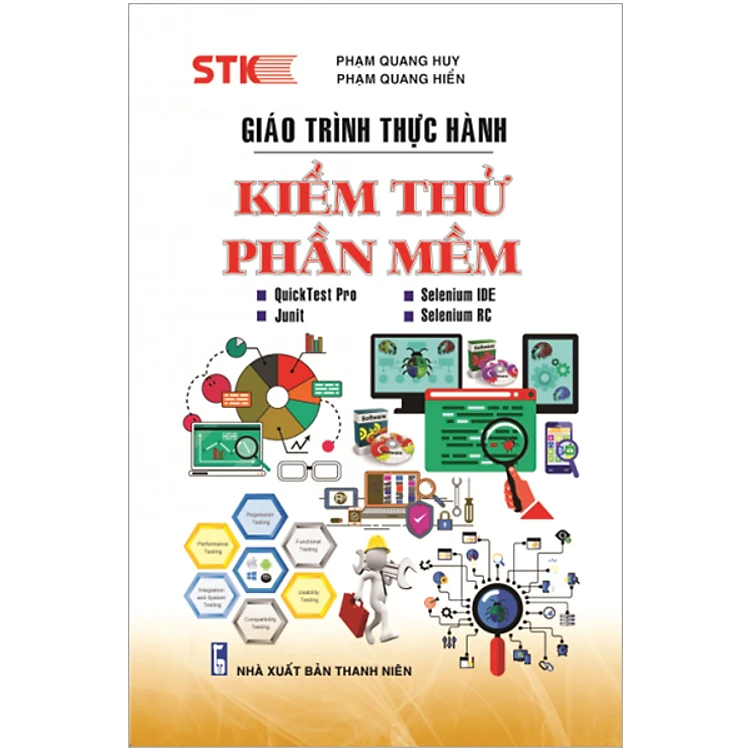 STK
PHẠM QUANG HUY
PHẠM QUANG HIỂN
GIÁO TRÌNH THỰC HÀNH
KIỂM THỬ
PHẦN MỀM
QuickTest Pro
Selenium IDE
Junit
Selenium RC
Software
Software
Regression
Testing
Performance
Testing
Functional
Testing
Integration
and System
Testing
Usability
Testing
Compatibility
Testing
NHÀ XUẤT BẢN THANH NIÊN